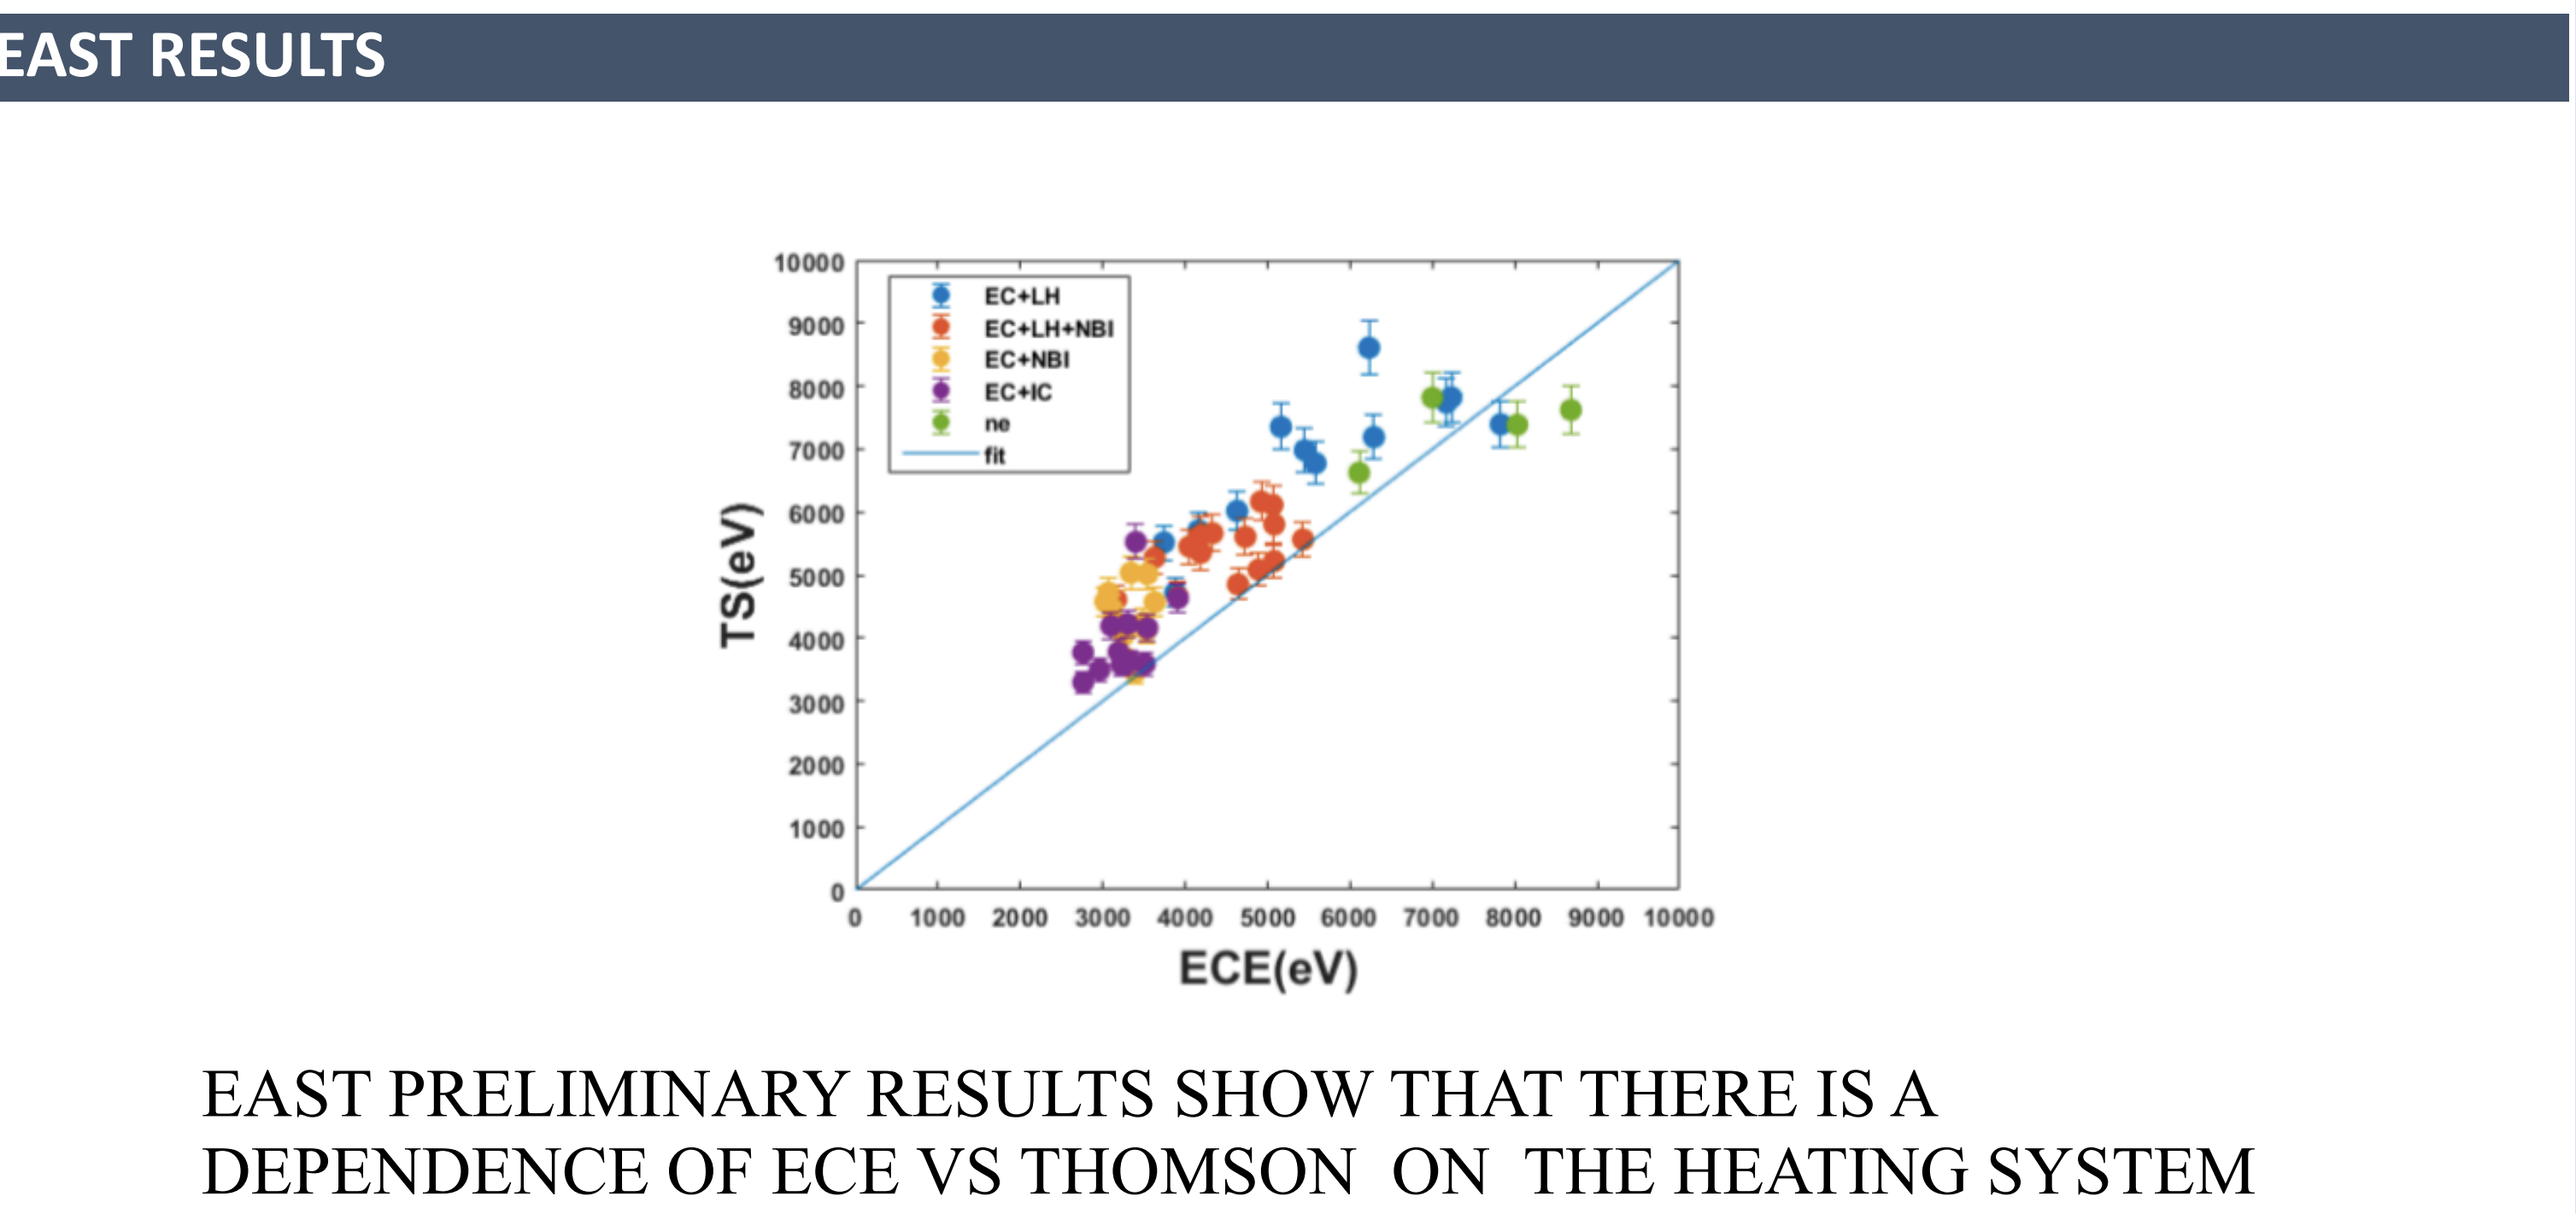 EAST RESULTS
10000
9000
8000
7000
6000
5000
4000
3000
2000
1000
0
TS(eV)
EC+LH
EC+LH+NBI
EC+NBI
EC+IC
ne
fit
0 1000 2000 3000 4000 5000 6000 7000 8000 9000 10000
ECE(eV)
EAST PRELIMINARY RESULTS SHOW THAT THERE IS A
DEPENDENCE OF ECE VS THOMSON ON THE HEATING SYSTEM